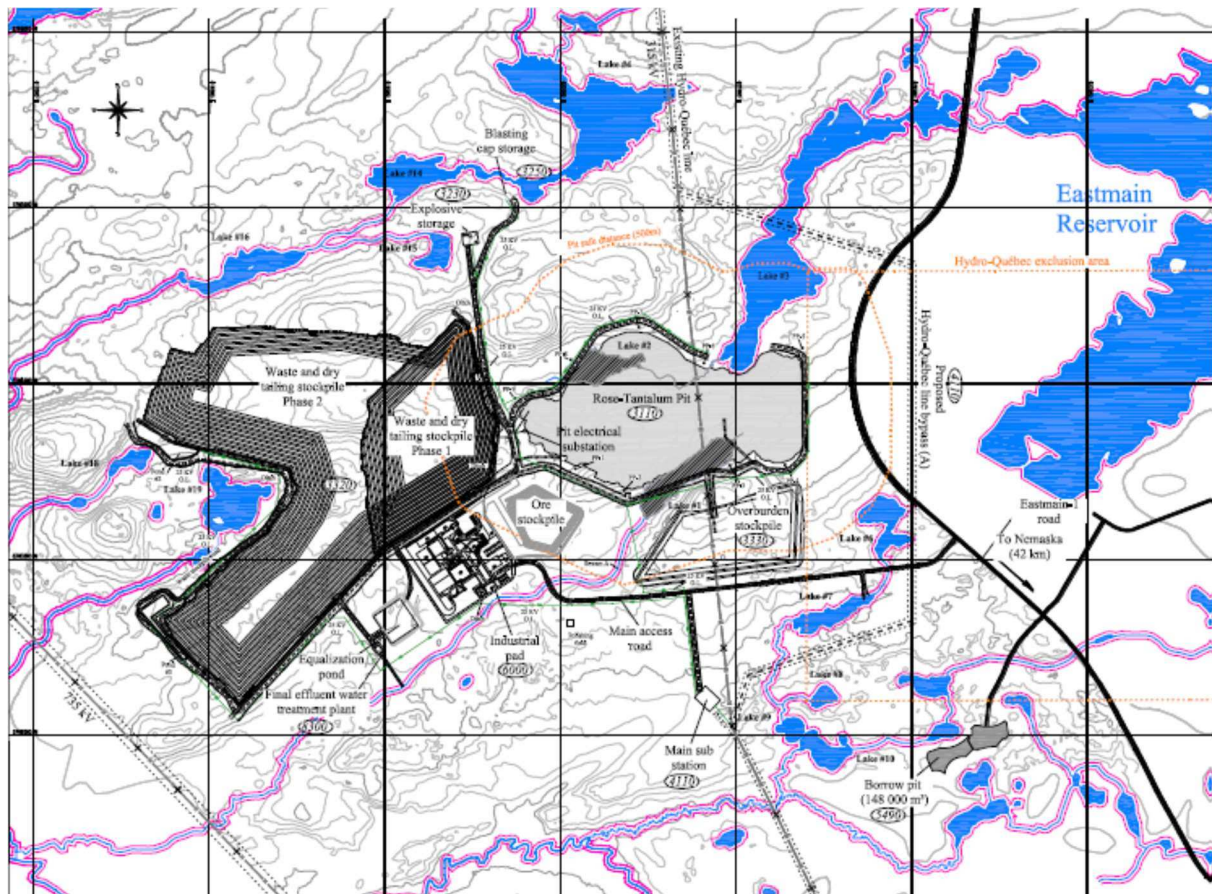 Lake #4
Existing Hydro-Québec line
315 kV
Blasting
cap storage
Lake #14
3250
3230
Explosive
storage
Eastmain
Reservoir
Lake #16
Lake #15
Pit safe distance (500m)
Hydro-Québec exclusion area
Lake #3
Lake #2
Waste and dry
tailing stockpile
Phase 2
Rose-Tantalum Pit
3110
Proposed
Hydro-Québec line bypass (A)
4110
Waste and dry
tailing stockpile
Phase 1
Pit electrical
substation
Lake #18
Lake #19
3320
Ore
stockpile
Lake #1
Overburden
stockpile
3330
Lake #6
Eastmain-1
road
To Nemaska
(42 km)
Lake #7
Industrial
pad
6000
Main access
road
Equalization
pond
Final effluent water
treatment plant
735 kV
Lake #8
Lake #9
Main sub
station
4110
Lake #10
Borrow pit
(148 000 m³)
5490